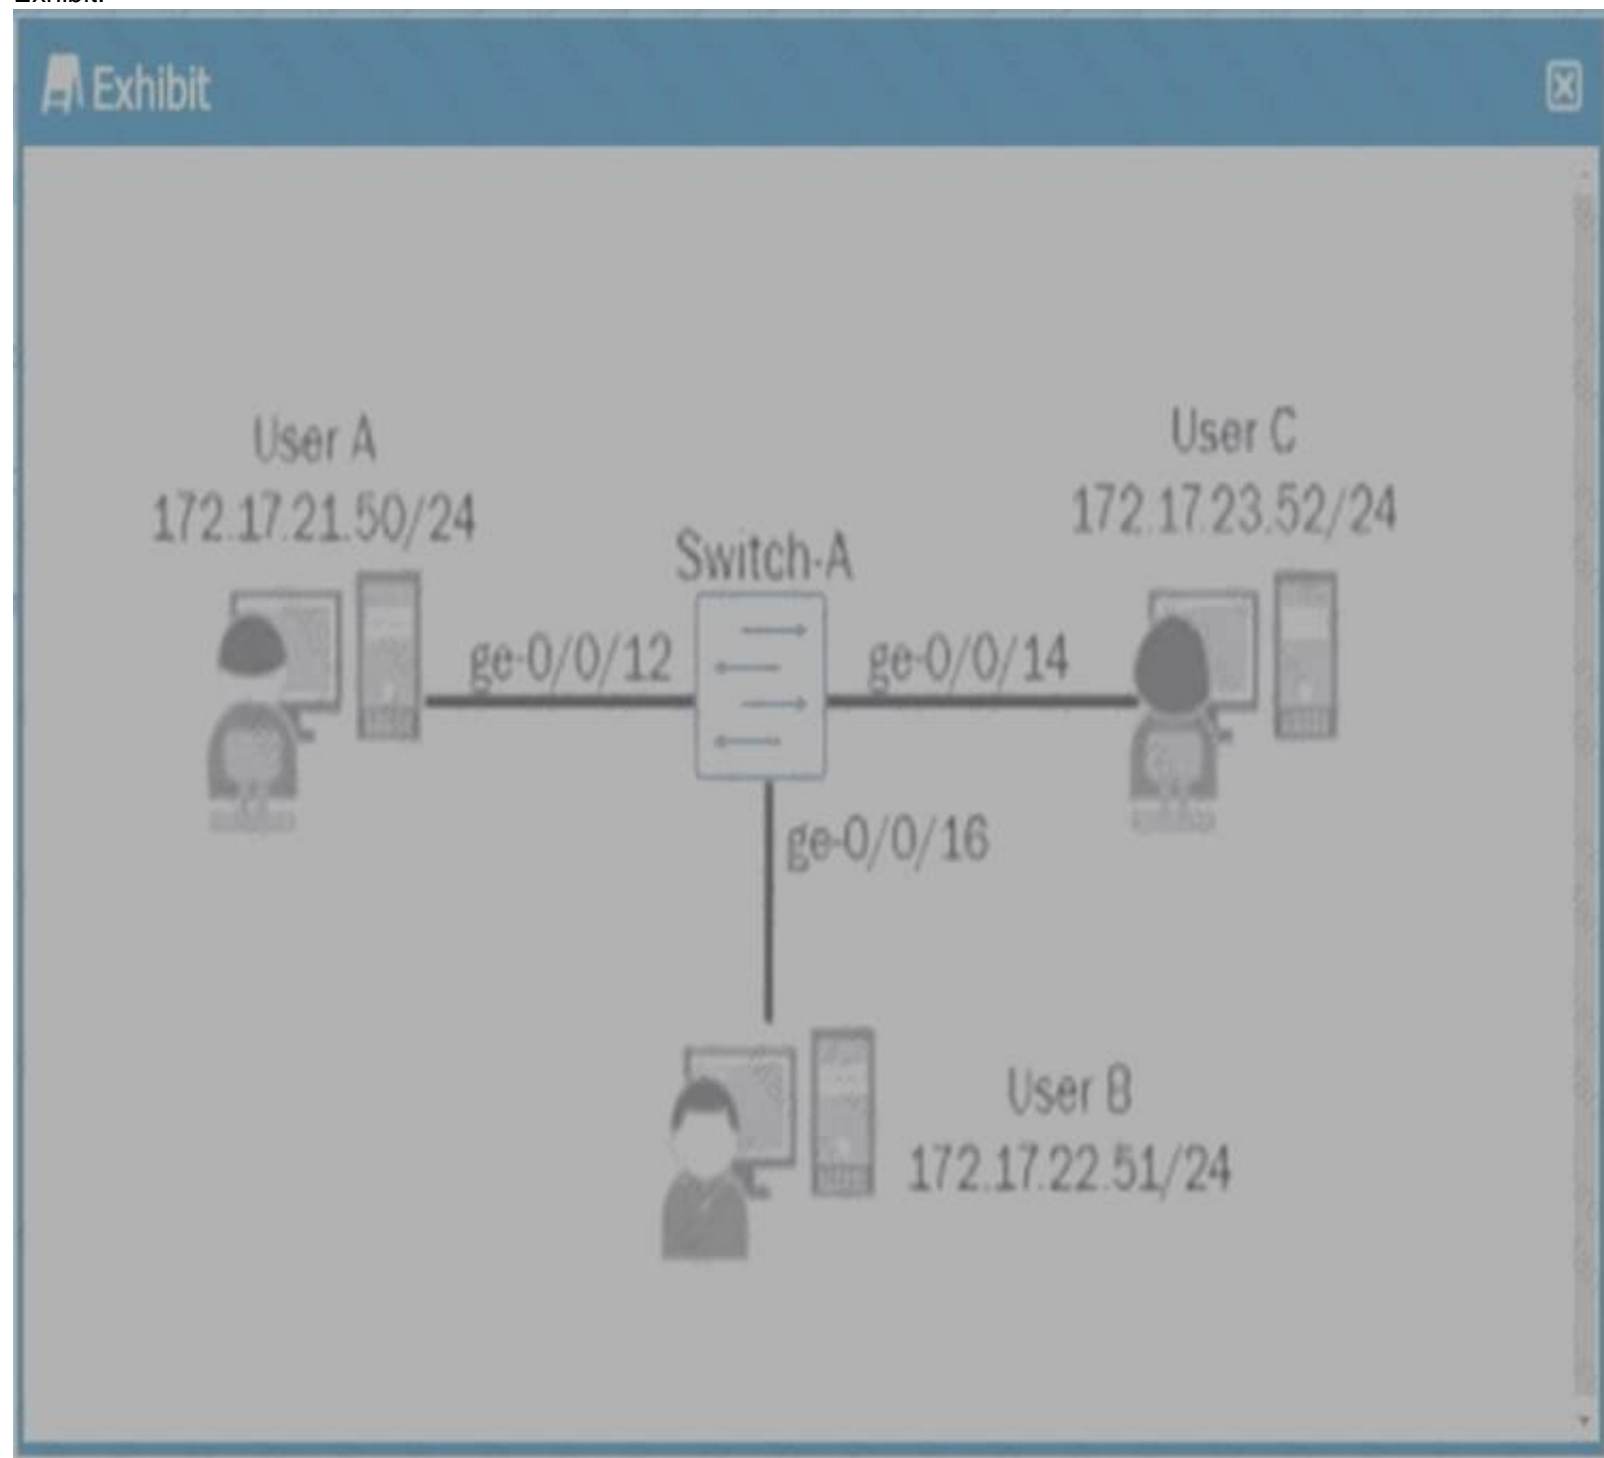 Exhibit:
Exhibit
User A
172.17.21.50/24
User C
172.17.23.52/24
Switch-A
ge-0/0/12
ge-0/0/14
ge-0/0/16
User B
172.17.22.51/24